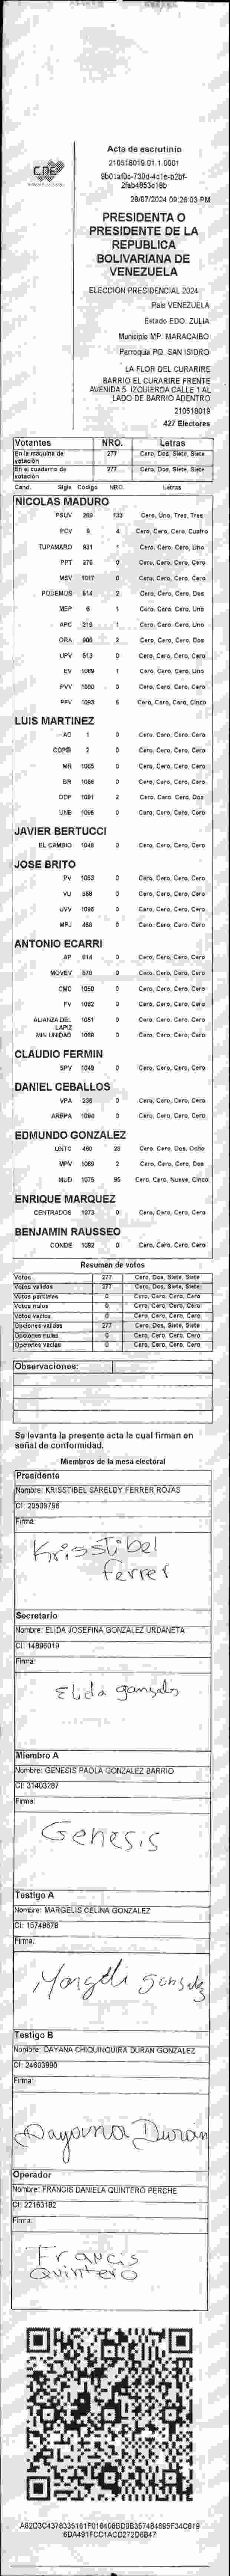 CNE
Acta de escrutinio
210518019.01.1.0001
9b01af0c-730d-4c1e-b2bf-
2fab4853c19b
28/07/2024 09:26:03 PM
PRESIDENTA O
PRESIDENTE DE LA
REPUBLICA
BOLIVARIANA DE
VENEZUELA
ELECCIÓN PRESIDENCIAL 2024
País VENEZUELA
Estado EDO. ZULIA
Municipio MP. MARACAIBO
Parroquia PQ. SAN ISIDRO
LA FLOR DEL CURARIRE
BARRIO EL CURARIRE FRENTE
AVENIDA 5. IZQUIERDA CALLE 1 AL
LADO DE BARRIO ADENTRO
210518019
427 Electores
Votantes NRO. Letras
En la máquina de votación 277 Cero, Dos, Siete, Siete
En el cuaderno de votación 277 Cero, Dos, Siete, Siete
Cand. Sigla Código NRO. Letras
NICOLAS MADURO
PSUV 269 133 Cero, Uno, Tres, Tres
PCV 4 Cero, Cero, Cero, Cuatro
TUPAMARO 931 1 Cero, Cero, Cero, Uno
PPT 276 0 Cero, Cero, Cero, Cero
MSV 1017 0 Cero, Cero, Cero, Cero
PODEMOS 514 2 Cero, Cero, Cero, Dos
MEP 6 1 Cero, Cero, Cero, Uno
APC 219 1 Cero, Cero, Cero, Uno
ORA 906 2 Cero, Cero, Cero, Dos
UPV 513 0 Cero, Cero, Cero, Cero
EV 1089 1 Cero, Cero, Cero, Uno
PVV 1090 0 Cero, Cero, Cero, Cero
PFV 1093 5 Cero, Cero, Cero, Cinco
LUIS MARTINEZ
AD 1 0 Cero, Cero, Cero, Cero
COPEI 2 0 Cero, Cero, Cero, Cero
MR 1065 0 Cero, Cero, Cero, Cero
BR 1066 0 Cero, Cero, Cero, Cero
DDP 1091 2 Cero, Cero, Cero, Dos
UNE 1096 0 Cero, Cero, Cero, Cero
JAVIER BERTUCCI
EL CAMBIO 1046 0 Cero, Cero, Cero, Cero
JOSE BRITO
PV 1063 0 Cero, Cero, Cero, Cero
VU 968 0 Cero, Cero, Cero, Cero
UVV 1098 0 Cero, Cero, Cero, Cero
MPJ 458 0 Cero, Cero, Cero, Cero
ANTONIO ECARRI
AP 614 0 Cero, Cero, Cero, Cero
MOVEV 579 0 Cero, Cero, Cero, Cero
CMC 1060 0 Cero, Cero, Cero, Cero
FV 1062 0 Cero, Cero, Cero, Cero
ALIANZA DEL LAPIZ 1061 0 Cero, Cero, Cero, Cero
MIN UNIDAD 1068 0 Cero, Cero, Cero, Cero
CLAUDIO FERMIN
SPV 1049 0 Cero, Cero, Cero, Cero
DANIEL CEBALLOS
VPA 236 0 Cero, Cero, Cero, Cero
AREPA 1094 0 Cero, Cero, Cero, Cero
EDMUNDO GONZALEZ
UNTC 460 28 Cero, Cero, Dos, Ocho
MPV 1069 2 Cero, Cero, Cero, Dos
MUD 1075 95 Cero, Cero, Nueve, Cinco
ENRIQUE MARQUEZ
CENTRADOS 1073 0 Cero, Cero, Cero, Cero
BENJAMIN RAUSSEO
CONDE 1092 0 Cero, Cero, Cero, Cero
Resumen de votos
Votos 277 Cero, Dos, Siete, Siete
Votos validos 277 Cero, Dos, Siete, Siete
Votos parciales 0 Cero, Cero, Cero, Cero
Votos nulos 0 Cero, Cero, Cero, Cero
Votos vacios 0 Cero, Cero, Cero, Cero
Opciones validas 277 Cero, Dos, Siete, Siete
Opciones nulas 0 Cero, Cero, Cero, Cero
Opciones vacias 0 Cero, Cero, Cero, Cero
Observaciones:
Se levanta la presente acta la cual firman en
señal de conformidad.
Miembros de la mesa electoral
Presidente
Nombre: KRISSTIBEL SARELDY FERRER ROJAS
CI: 20509796
Firma:
Krisstibel
Ferrer
Secretario
Nombre: ELIDA JOSEFINA GONZALEZ URDANETA
CI: 14896019
Firma:
Elida gonzalez
Miembro A
Nombre: GENESIS PAOLA GONZALEZ BARRIO
CI: 31403287
Firma:
Genesis
Testigo A
Nombre: MARGELIS CELINA GONZALEZ
CI: 15748678
Firma:
Margeli gonzalez
Testigo B
Nombre: DAYANA CHIQUINQUIRA DURAN GONZALEZ
CI: 24603890
Firma:
Dayana Duran
Operador
Nombre: FRANCIS DANIELA QUINTERO PERCHE
CI: 22163182
Firma:
Francis
Quintero